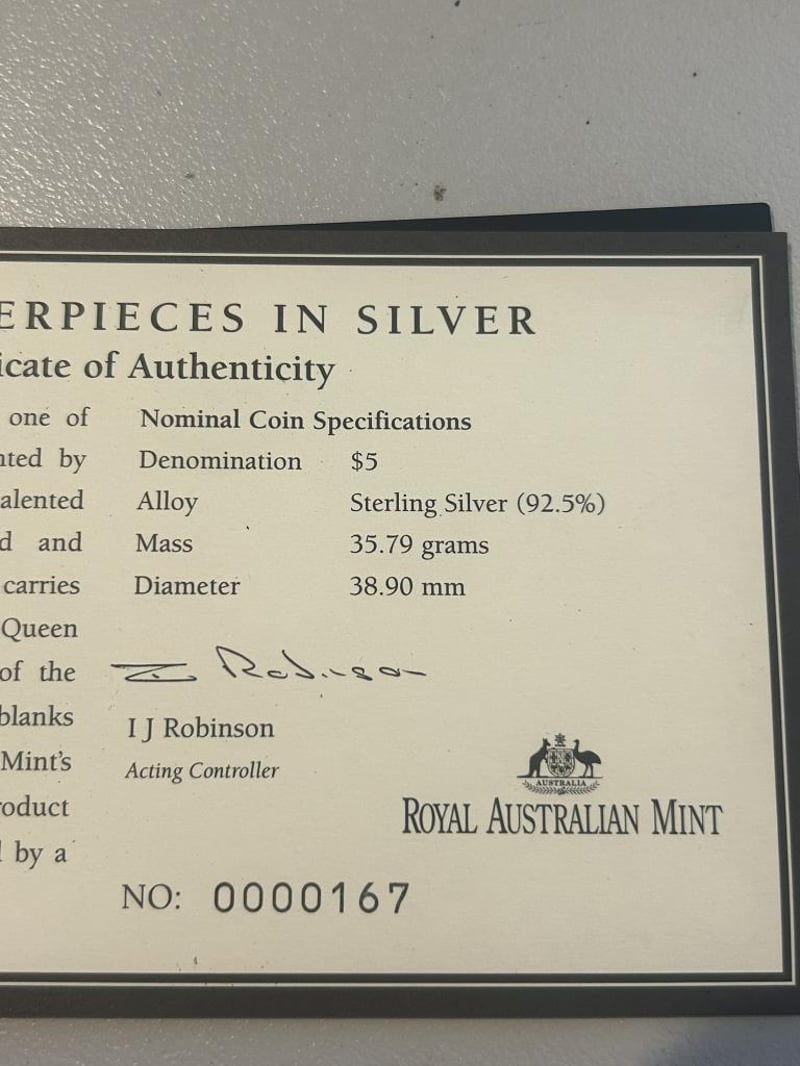 ERPIECES IN SILVER
icate of Authenticity
one of
nted by
alented
d and
carries
Queen
of the
blanks
Mint's
roduct
by a
Nominal Coin Specifications
Denomination $5
Alloy Sterling Silver (92.5%)
Mass 35.79 grams
Diameter 38.90 mm
I Robinson
I J Robinson
Acting Controller
AUSTRALIA
ROYAL AUSTRALIAN MINT
NO: 0000167